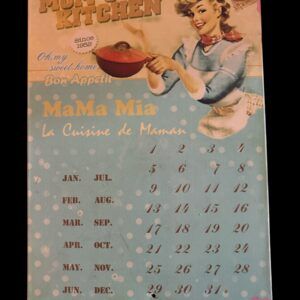 MOM'S
KITCHEN
Since
1952
Oh, my
sweet home
Bon Appetit
MaMa Mia
La Cuisine de Maman
1 2 3 4
5 6 7 8
JAN. JUL.
9 10 11 12
FEB. AUG.
13 14 15 16
MAR. SEP.
17 18 19 20
APR. OCT.
21 22 23 24
MAY. NOV.
25 26 27 28
JUN. DEC.
29 30 31